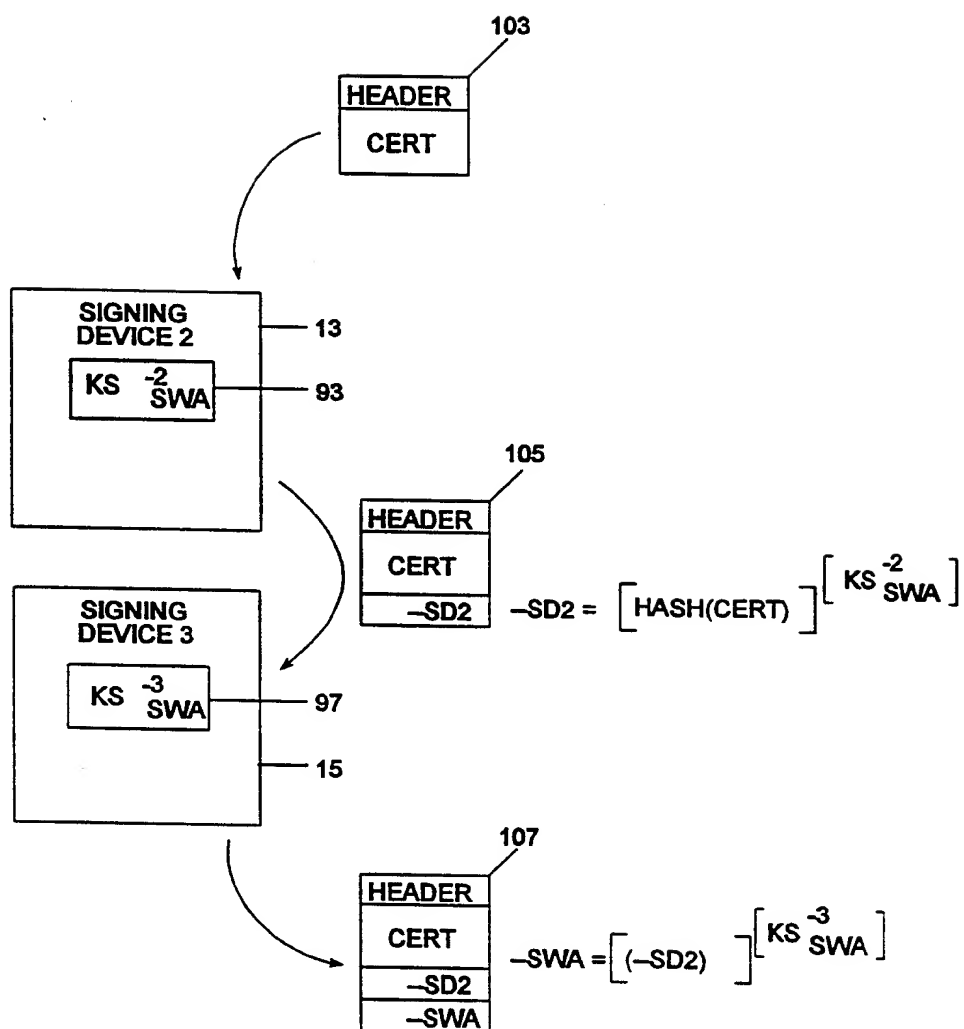 103
HEADER
CERT
SIGNING
DEVICE 2
13
KS -2 SWA
93
105
HEADER
CERT
–SD2
–SD2 = [HASH(CERT)] [KS -2 SWA]
SIGNING
DEVICE 3
KS -3 SWA
97
15
107
HEADER
CERT
–SD2
–SWA
–SWA = [(–SD2)] [KS -3 SWA]